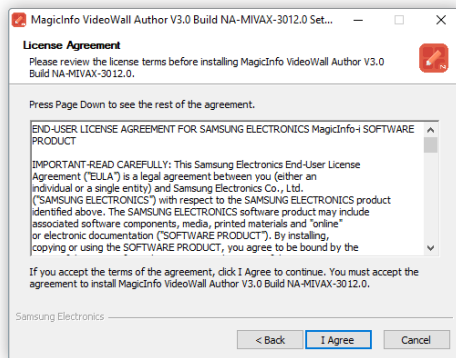 MagicInfo VideoWall Author V3.0 Build NA-MIVAX-3012.0 Set...
License Agreement
Please review the license terms before installing MagicInfo VideoWall Author V3.0
Build NA-MIVAX-3012.0.
Press Page Down to see the rest of the agreement.
END-USER LICENSE AGREEMENT FOR SAMSUNG ELECTRONICS MagicInfo-i SOFTWARE
PRODUCT
IMPORTANT-READ CAREFULLY: This Samsung Electronics End-User License
Agreement ("EULA") is a legal agreement between you (either an
individual or a single entity) and Samsung Electronics Co., Ltd.
("SAMSUNG ELECTRONICS") with respect to the SAMSUNG ELECTRONICS product
identified above. The SAMSUNG ELECTRONICS software product may include
associated software components, media, printed materials and "online"
or electronic documentation ("SOFTWARE PRODUCT"). By installing,
copying or using the SOFTWARE PRODUCT, you agree to be bound by the
If you accept the terms of the agreement, click I Agree to continue. You must accept the
agreement to install MagicInfo VideoWall Author V3.0 Build NA-MIVAX-3012.0.
Samsung Electronics
< Back
I Agree
Cancel